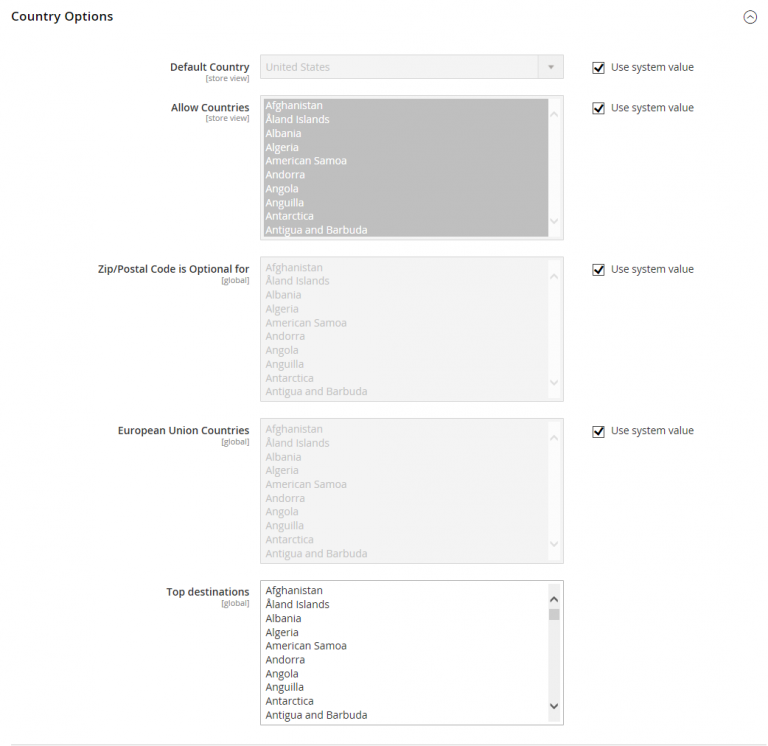 Country Options
Default Country
[store view]
United States
Use system value
Allow Countries
[store view]
Afghanistan
Åland Islands
Albania
Algeria
American Samoa
Andorra
Angola
Anguilla
Antarctica
Antigua and Barbuda
Use system value
Zip/Postal Code is Optional for
[global]
Afghanistan
Åland Islands
Albania
Algeria
American Samoa
Andorra
Angola
Anguilla
Antarctica
Antigua and Barbuda
Use system value
European Union Countries
[global]
Afghanistan
Åland Islands
Albania
Algeria
American Samoa
Andorra
Angola
Anguilla
Antarctica
Antigua and Barbuda
Use system value
Top destinations
[global]
Afghanistan
Åland Islands
Albania
Algeria
American Samoa
Andorra
Angola
Anguilla
Antarctica
Antigua and Barbuda